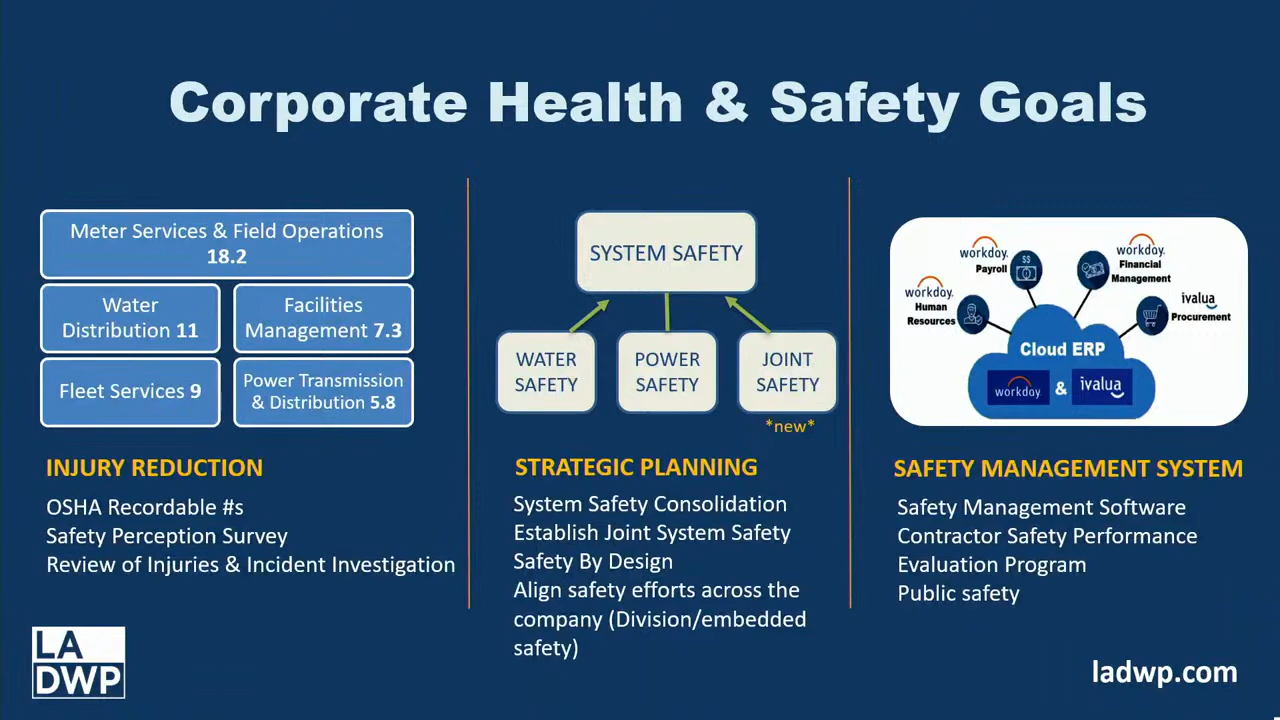 Corporate Health & Safety Goals
Meter Services & Field Operations
18.2
Water
Distribution 11
Facilities
Management 7.3
Fleet Services 9
Power Transmission
& Distribution 5.8
INJURY REDUCTION
OSHA Recordable #s
Safety Perception Survey
Review of Injuries & Incident Investigation
SYSTEM SAFETY
WATER
SAFETY
POWER
SAFETY
JOINT
SAFETY
*new*
STRATEGIC PLANNING
System Safety Consolidation
Establish Joint System Safety
Safety By Design
Align safety efforts across the
company (Division/embedded
safety)
workday.
Human
Resources
workday.
Payroll
$$
workday.
Financial
Management
ivalua
Procurement
Cloud ERP
workday
&
ivalua
SAFETY MANAGEMENT SYSTEM
Safety Management Software
Contractor Safety Performance
Evaluation Program
Public safety
LA
DWP
ladwp.com